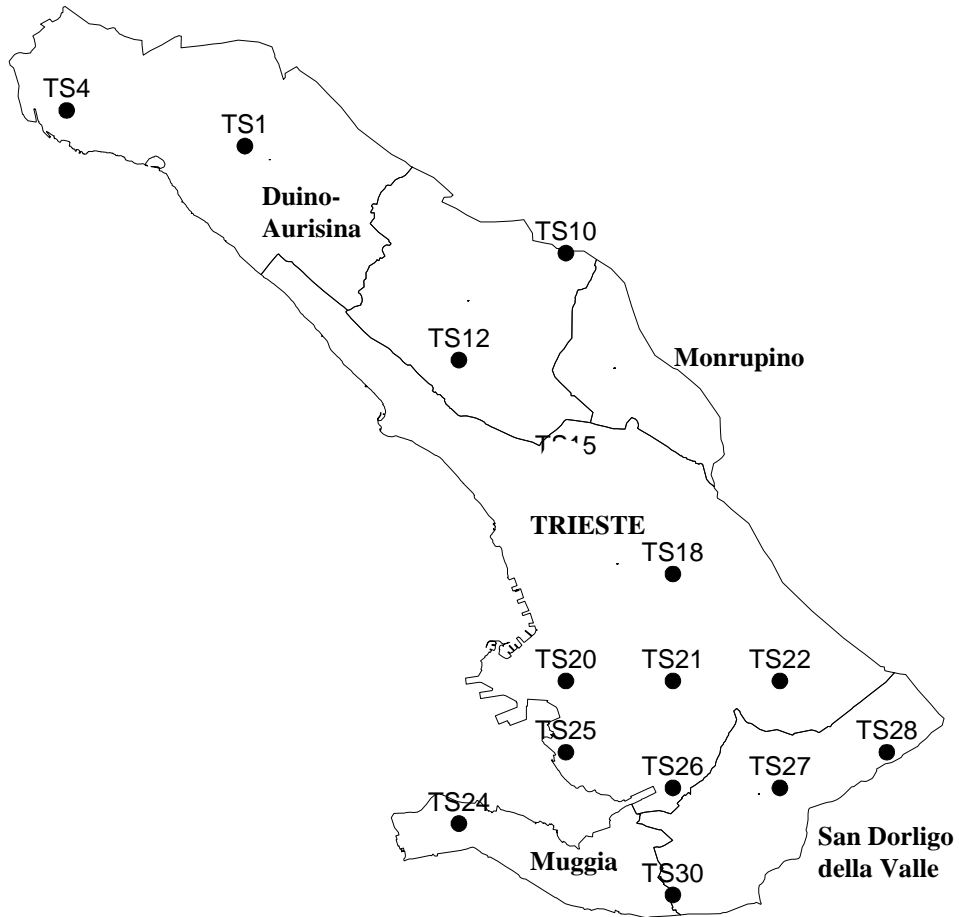 TS4
TS1
Duino-
Aurisina
TS10
TS12
Monrupino
TS15
TRIESTE
TS18
TS20
TS21
TS22
TS25
TS28
TS26
TS27
TS24
San Dorligo
della Valle
Muggia
TS30